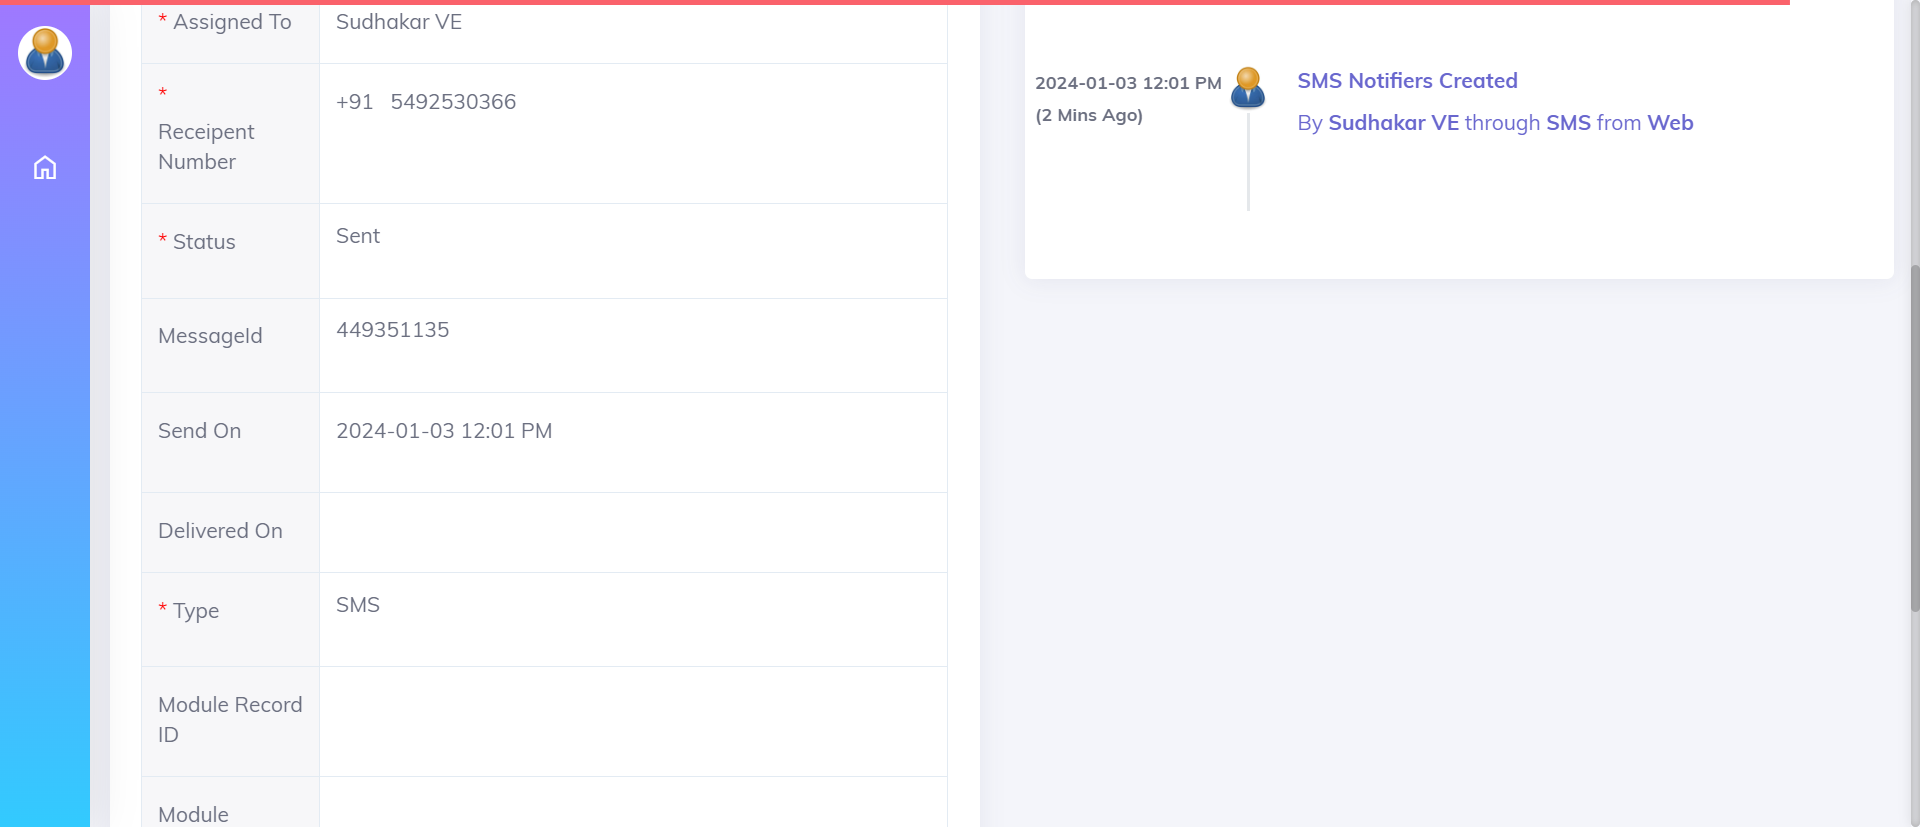 * Assigned To
Sudhakar VE
*
Receipent
Number
+91 5492530366
* Status
Sent
MessageId
449351135
Send On
2024-01-03 12:01 PM
Delivered On
* Type
SMS
Module Record
ID
Module
2024-01-03 12:01 PM
(2 Mins Ago)
SMS Notifiers Created
By Sudhakar VE through SMS from Web